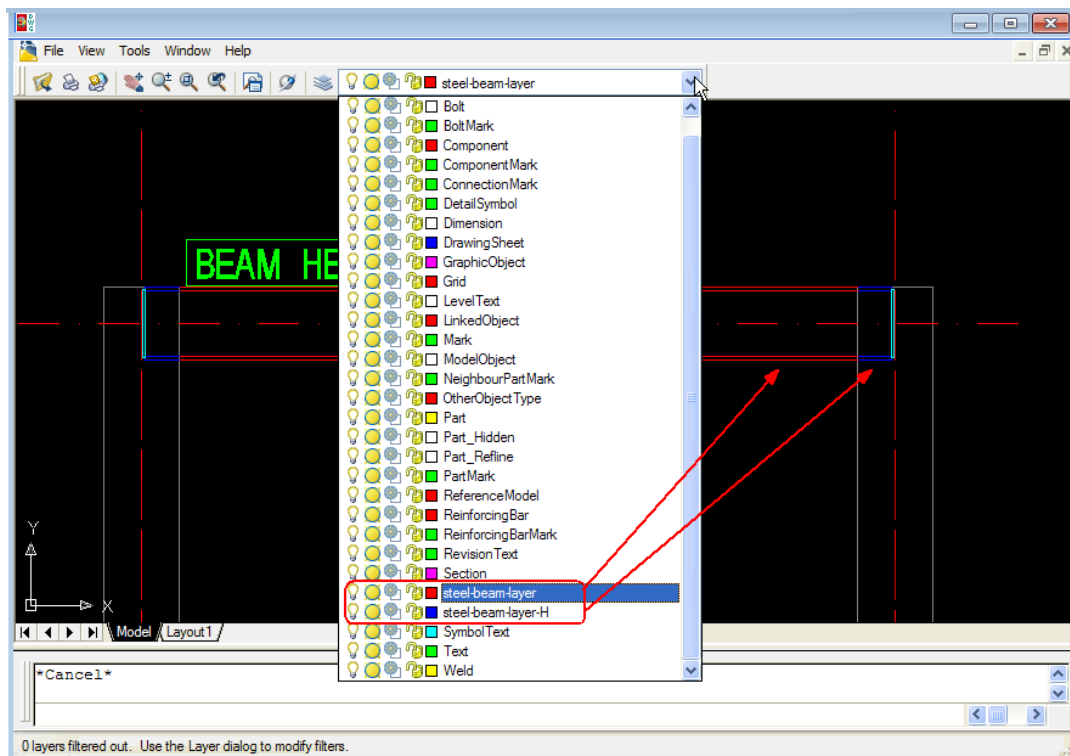 DWG
File View Tools Window Help
steel-beam-layer
Bolt
BoltMark
Component
ComponentMark
ConnectionMark
DetailSymbol
Dimension
DrawingSheet
GraphicObject
Grid
LevelText
LinkedObject
Mark
ModelObject
NeighbourPartMark
OtherObjectType
Part
Part_Hidden
Part_Refline
PartMark
ReferenceModel
ReinforcingBar
ReinforcingBarMark
RevisionText
Section
steel-beam-layer
steel-beam-layer-H
SymbolText
Text
Weld
BEAM HE
Y
X
Model Layout1
*Cancel*
0 layers filtered out. Use the Layer dialog to modify filters.